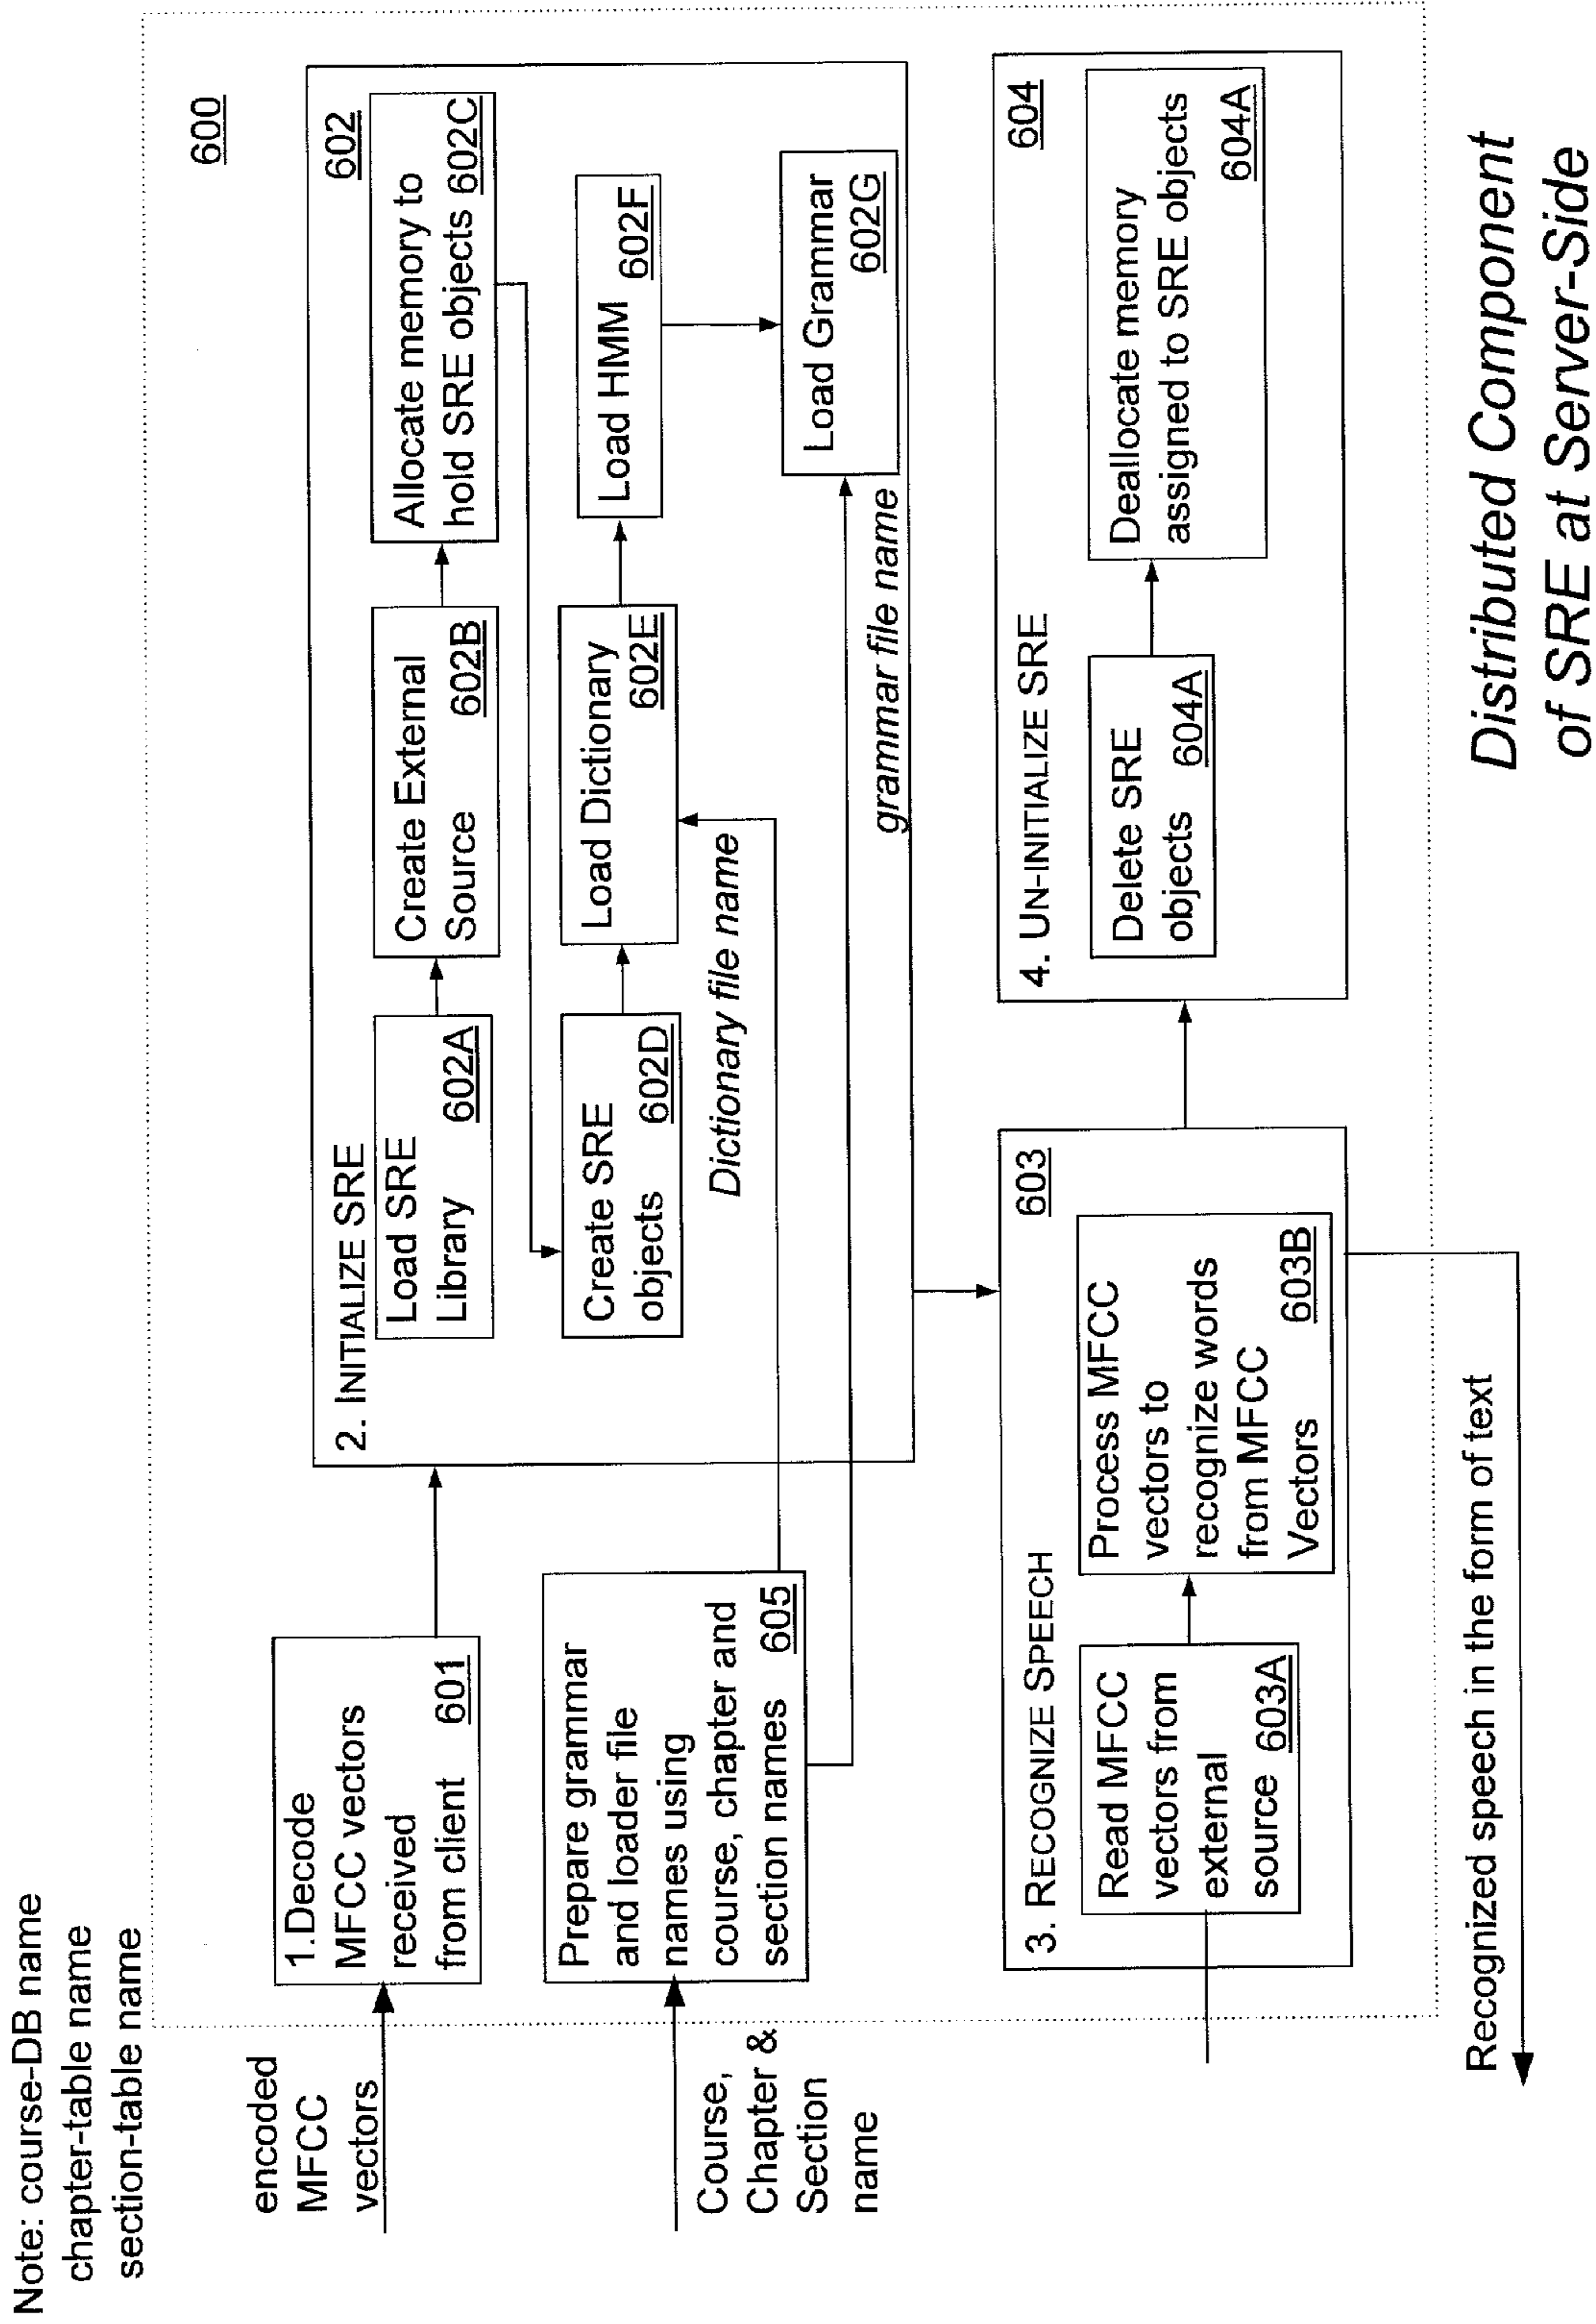 Note: course-DB name
chapter-table name
section-table name
600
encoded
MFCC
vectors
1.Decode
MFCC vectors
received
from client 601
2. INITIALIZE SRE
602
Load SRE
Library 602A
Create External
Source 602B
Allocate memory to
hold SRE objects 602C
Create SRE
objects 602D
Load Dictionary
602E
Load HMM
602F
Dictionary file name
Load Grammar
602G
grammar file name
Course,
Chapter &
Section
name
Prepare grammar
and loader file
names using
course, chapter and
section names 605
3. RECOGNIZE SPEECH
603
Read MFCC
vectors from
external
source 603A
Process MFCC
vectors to
recognize words
from MFCC
Vectors 603B
4. UN-INITIALIZE SRE
604
Delete SRE
objects 604A
Deallocate memory
assigned to SRE objects
604A
Recognized speech in the form of text
Distributed Component
of SRE at Server-Side